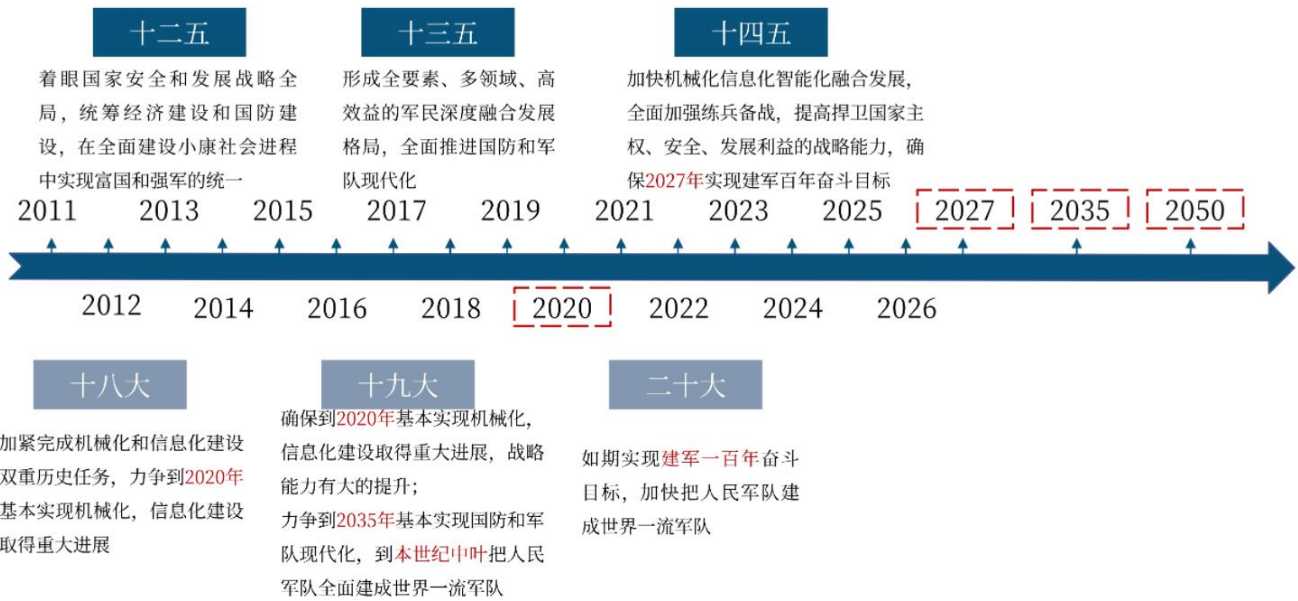 十二五
着眼国家安全和发展战略全
局，统筹经济建设和国防建
设，在全面建设小康社会进程
中实现富国和强军的统一
十三五
形成全要素、多领域、高
效益的军民深度融合发展
格局，全面推进国防和军
队现代化
十四五
加快机械化信息化智能化融合发展，
全面加强练兵备战，提高捍卫国家主
权、安全、发展利益的战略能力，确
保2027年实现建军百年奋斗目标
2011 2013 2015 2017 2019 2021 2023 2025 2027 2035 2050
2012 2014 2016 2018 2020 2022 2024 2026
十八大
加紧完成机械化和信息化建设
双重历史任务，力争到2020年
基本实现机械化，信息化建设
取得重大进展
十九大
确保到2020年基本实现机械化，
信息化建设取得重大进展，战略
能力有大的提升；
力争到2035年基本实现国防和军
队现代化，到本世纪中叶把人民
军队全面建成世界一流军队
二十大
如期实现建军一百年奋斗
目标，加快把人民军队建
成世界一流军队